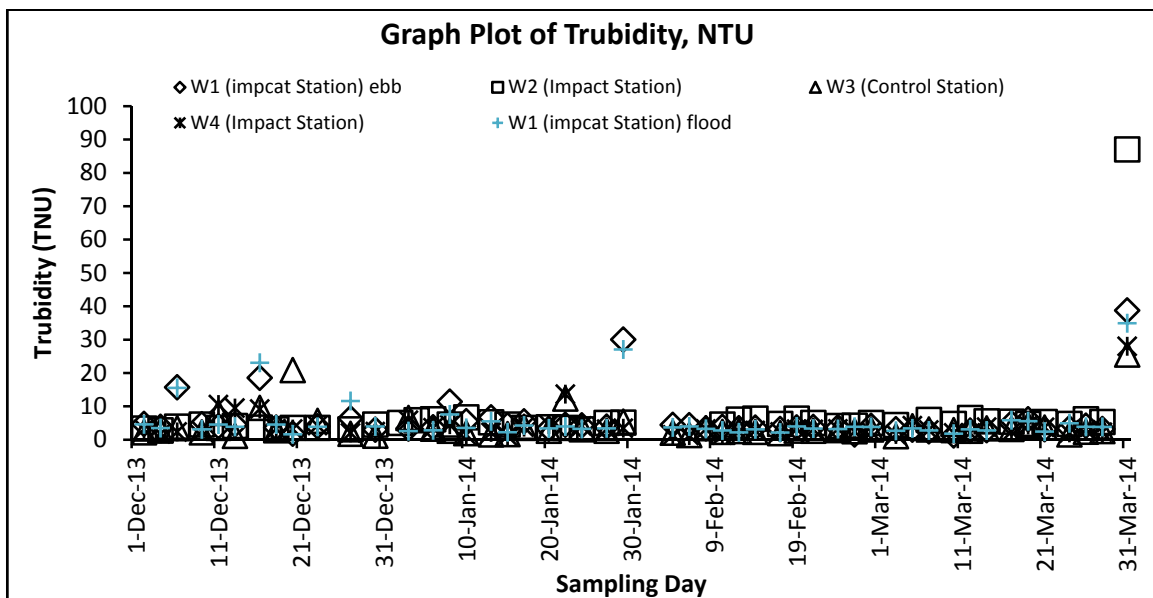 Graph Plot of Trubidity, NTU
W1 (impcat Station) ebb
W2 (Impact Station)
W3 (Control Station)
W4 (Impact Station)
W1 (impcat Station) flood
100
90
80
70
60
50
40
30
20
10
0
Trubidity (TNU)
1-Dec-13
11-Dec-13
21-Dec-13
31-Dec-13
10-Jan-14
20-Jan-14
30-Jan-14
9-Feb-14
19-Feb-14
1-Mar-14
11-Mar-14
21-Mar-14
31-Mar-14
Sampling Day